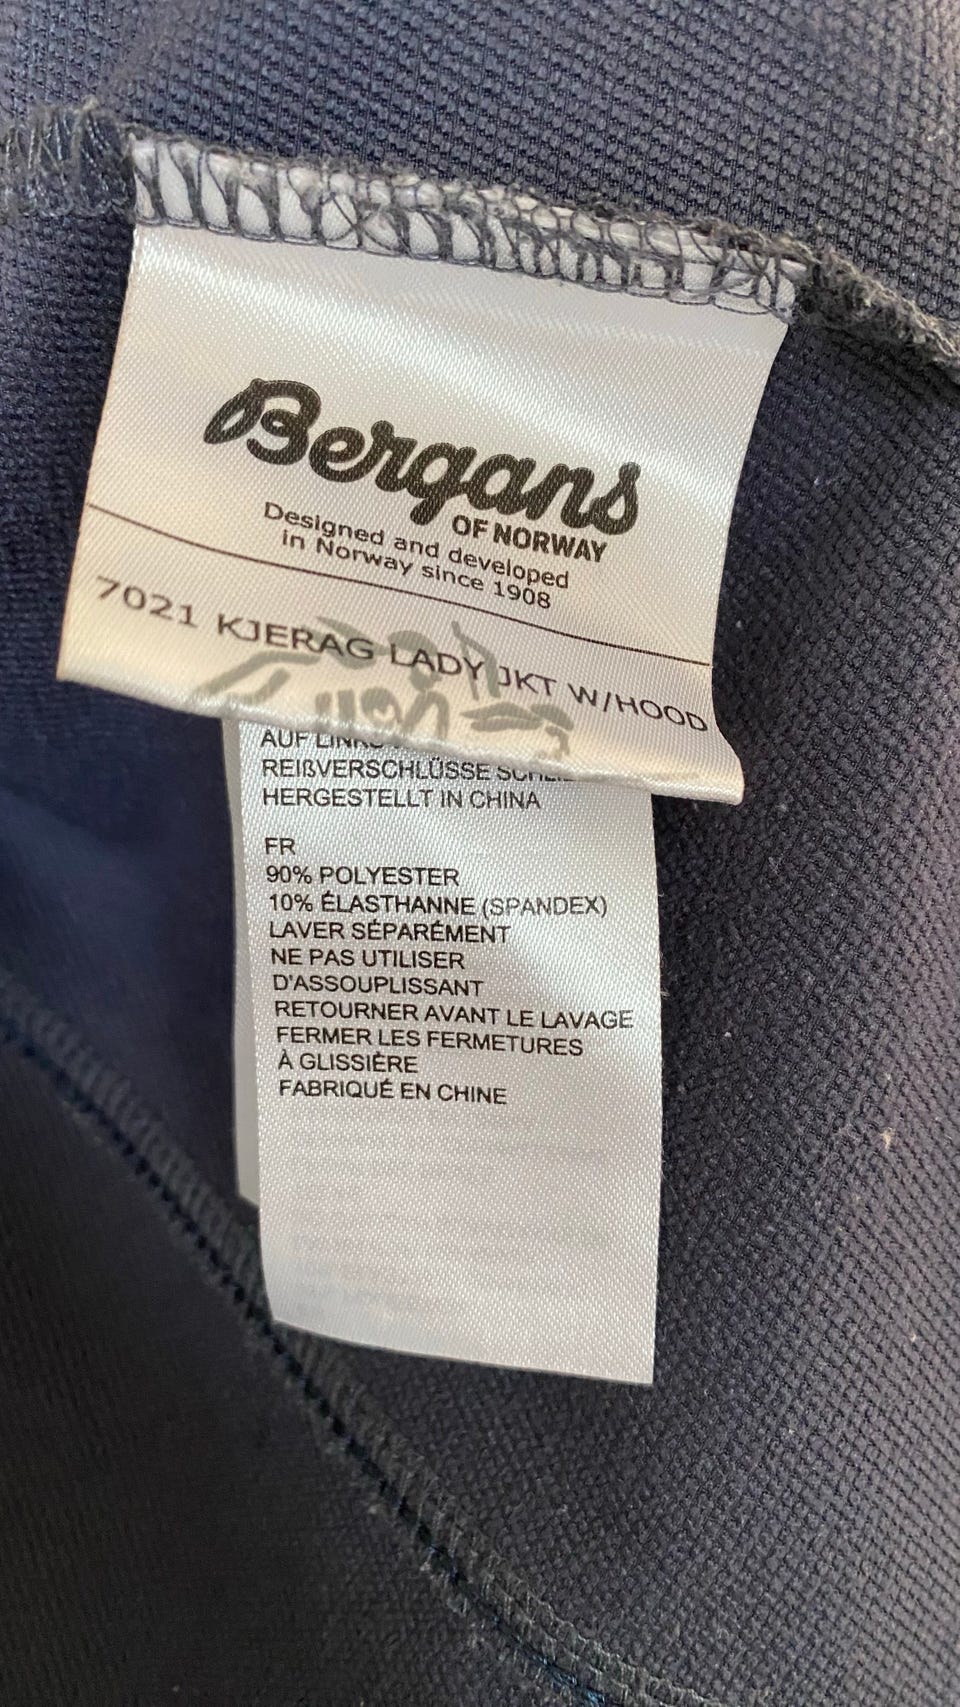 Bergans
OF NORWAY
Designed and developed
in Norway since 1908
7021 KJERAG LADY JKT W/HOOD
AUF LINKS
REIßVERSCHLÜSSE
HERGESTELLT IN CHINA
FR
90% POLYESTER
10% ÉLASTHANNE (SPANDEX)
LAVER SÉPARÉMENT
NE PAS UTILISER
D'ASSOUPLISSANT
RETOURNER AVANT LE LAVAGE
FERMER LES FERMETURES
À GLISSIÈRE
FABRIQUÉ EN CHINE